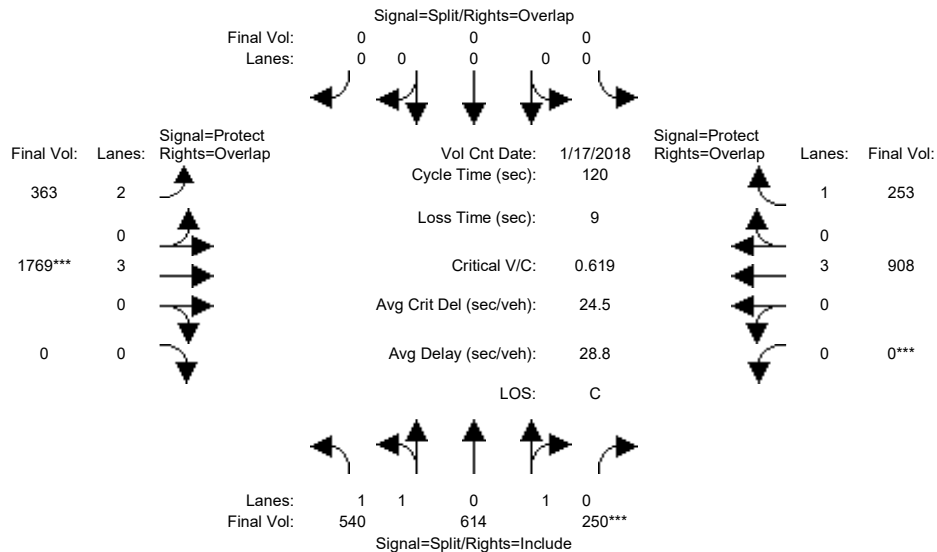 Signal=Split/Rights=Overlap
Final Vol: 0 0 0
Lanes: 0 0 0 0 0
Signal=Protect Signal=Protect
Final Vol: Lanes: Rights=Overlap Vol Cnt Date: 1/17/2018 Rights=Overlap Lanes: Final Vol:
Cycle Time (sec): 120
363 2 1 253
Loss Time (sec): 9
0 0
1769*** 3 Critical V/C: 0.619 3 908
0 Avg Crit Del (sec/veh): 24.5 0
0 0 Avg Delay (sec/veh): 28.8 0 0***
LOS: C
Lanes: 1 1 0 1 0
Final Vol: 540 614 250***
Signal=Split/Rights=Include